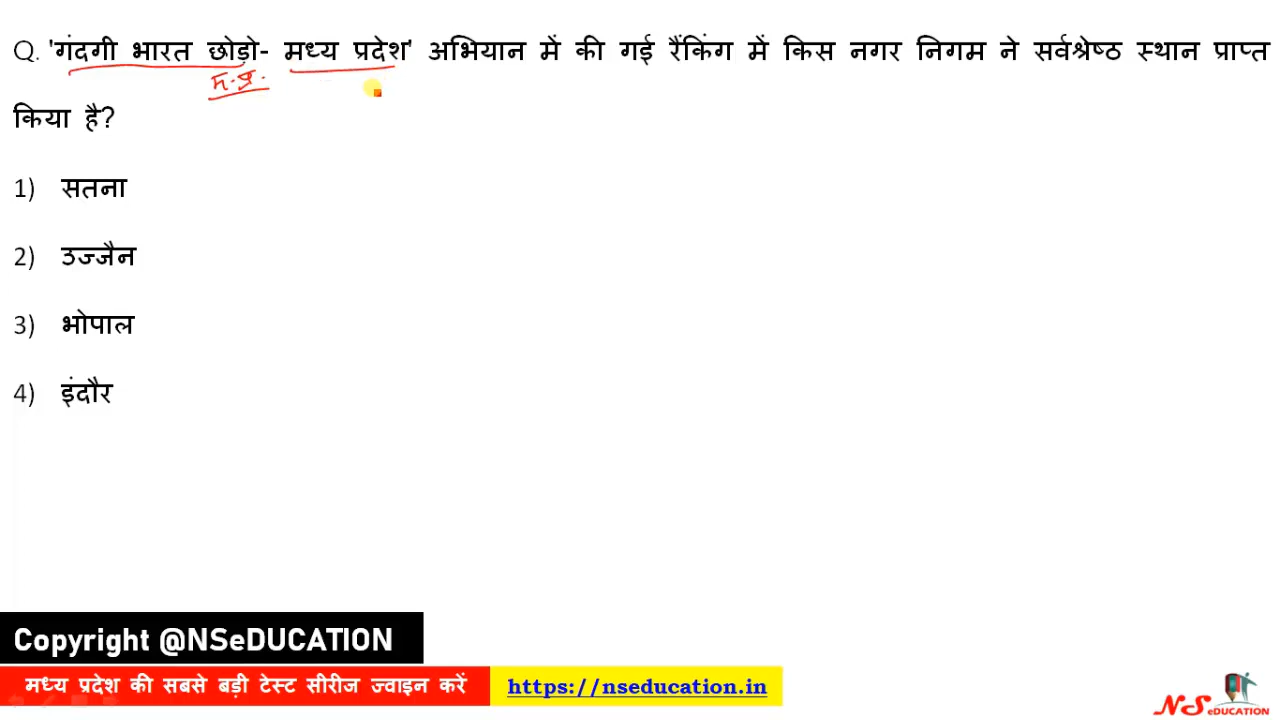 Q. 'गंदगी भारत छोड़ो- मध्य प्रदेश' अभियान में की गई रैंकिंग में किस नगर निगम ने सर्वश्रेष्ठ स्थान प्राप्त
म.प्र.
किया है?
1) सतना
2) उज्जैन
3) भोपाल
4) इंदौर
Copyright @NSeDUCATION
मध्य प्रदेश की सबसे बड़ी टेस्ट सीरीज ज्वाइन करें https://nseducation.in
NS eDUCATION